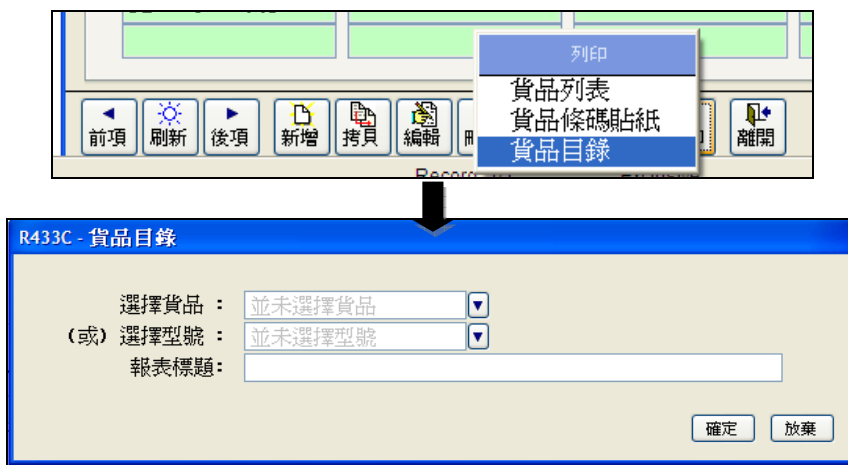 列印
貨品列表
貨品條碼貼紙
貨品目錄
前項 刷新 後項 新增 拷貝 編輯 離開
R433C - 貨品目錄
選擇貨品 : 並未選擇貨品
(或) 選擇型號 : 並未選擇型號
報表標題:
確定 放棄